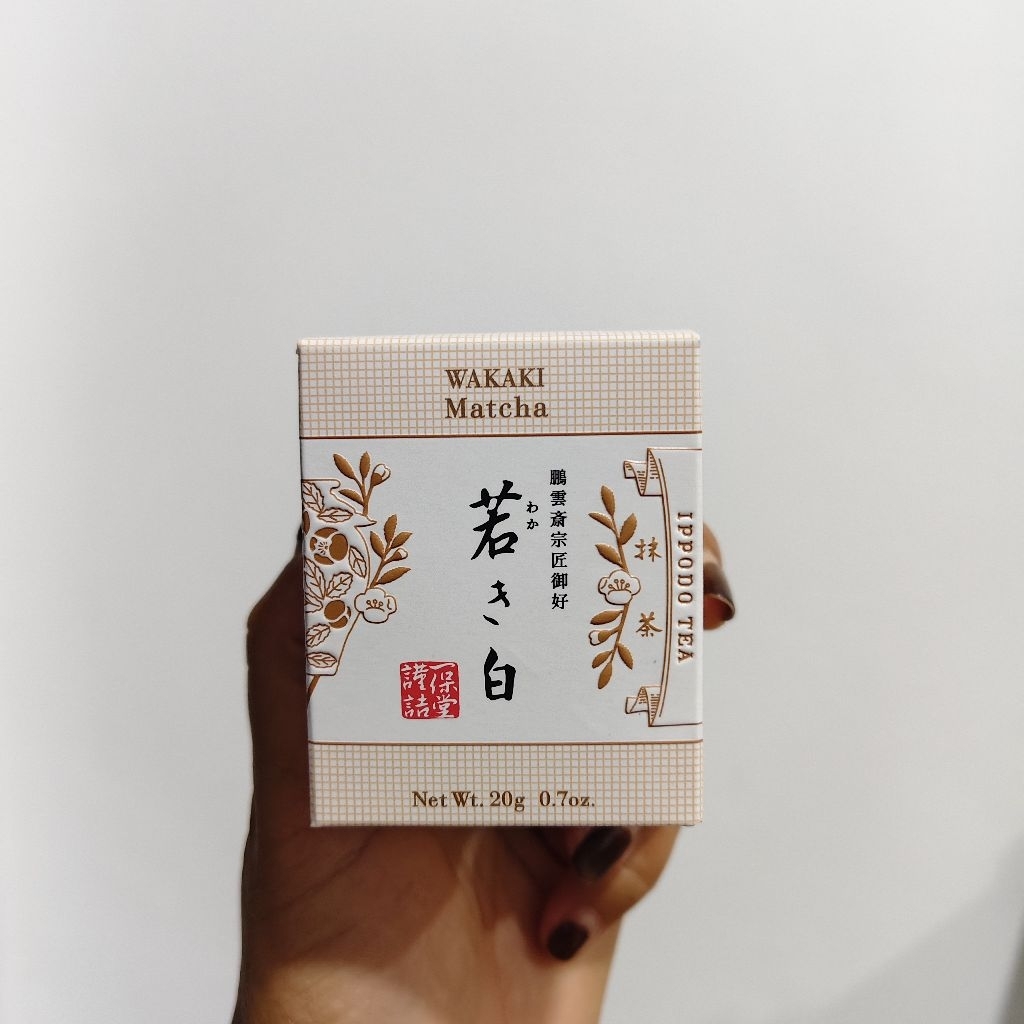 WAKAKI
Matcha
鵬雲斎宗匠御好
若き白
わか
一保堂
謹詰
抹茶
IPPODO TEA
Net Wt. 20g 0.7oz.